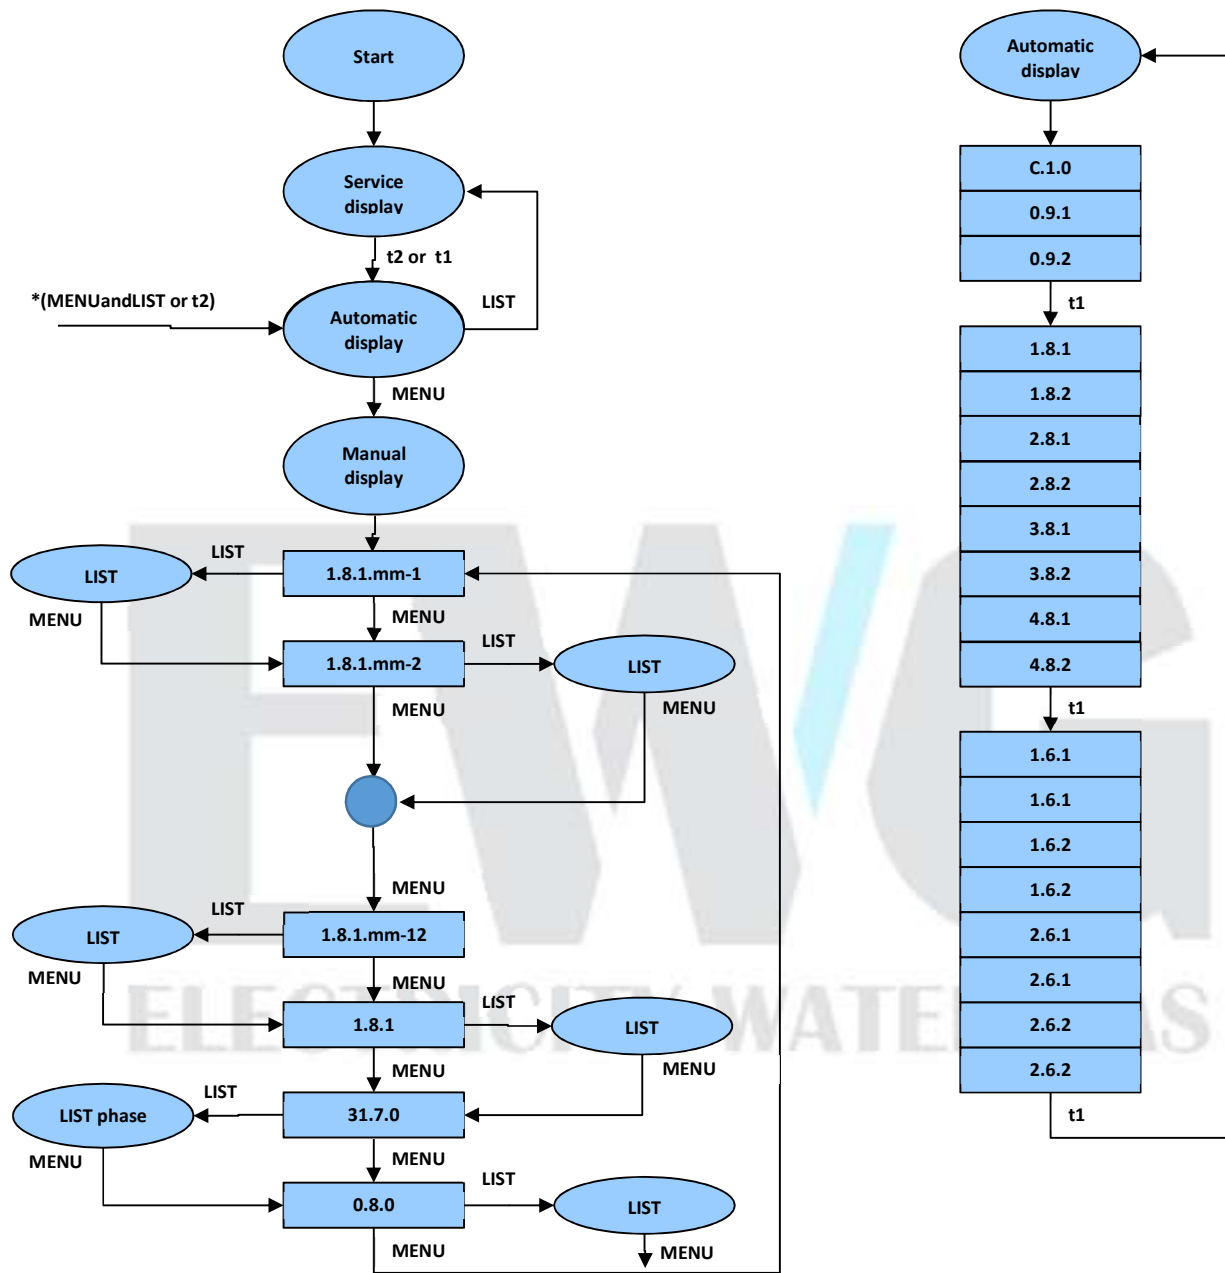 Start
Service
display
t2 or t1
*(MENUandLIST or t2)
LIST
Automatic
display
MENU
Manual
display
LIST
LIST
1.8.1.mm-1
MENU
MENU
LIST
1.8.1.mm-2
LIST
MENU
MENU
MENU
LIST
LIST
1.8.1.mm-12
MENU
MENU
LIST
1.8.1
LIST
MENU
MENU
LIST
LIST phase
31.7.0
MENU
MENU
LIST
0.8.0
LIST
MENU
MENU
Automatic
display
C.1.0
0.9.1
0.9.2
t1
1.8.1
1.8.2
2.8.1
2.8.2
3.8.1
3.8.2
4.8.1
4.8.2
t1
1.6.1
1.6.1
1.6.2
1.6.2
2.6.1
2.6.1
2.6.2
2.6.2
t1
EWG
ELECTRICITY WATER GAS